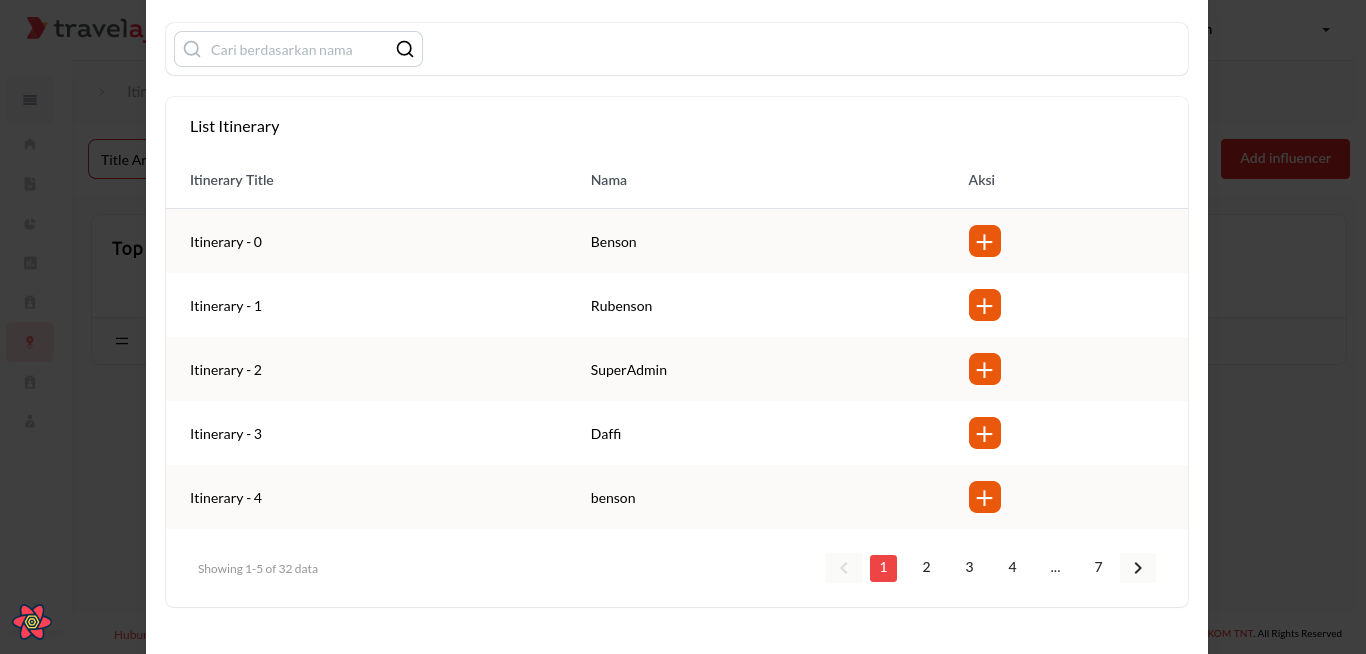 travela
Cari berdasarkan nama
Itin
Title Ar
Add influencer
Top
List Itinerary
Itinerary Title Nama Aksi
Itinerary - 0 Benson
Itinerary - 1 Rubenson
Itinerary - 2 SuperAdmin
Itinerary - 3 Daffi
Itinerary - 4 benson
Showing 1-5 of 32 data 1 2 3 4 ... 7
Hubun
KOM TNT. All Rights Reserved